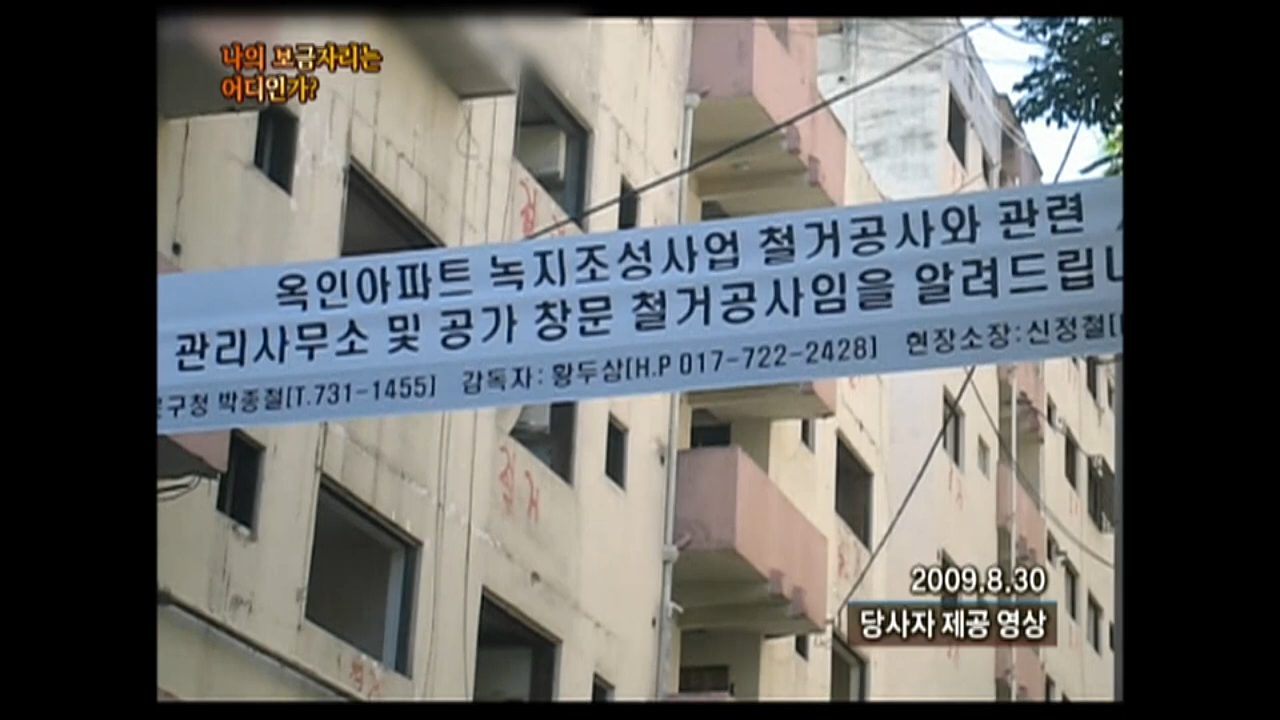 나의 보금자리는
어디인가?
옥인아파트 녹지조성사업 철거공사와 관련
관리사무소 및 공가 창문 철거공사임을 알려드립니
구청 박종철[T.731-1455] 감독자: 황두상[H.P 017-722-2428] 현장소장:신정철[
철거
2009.8.30
당사자 제공 영상